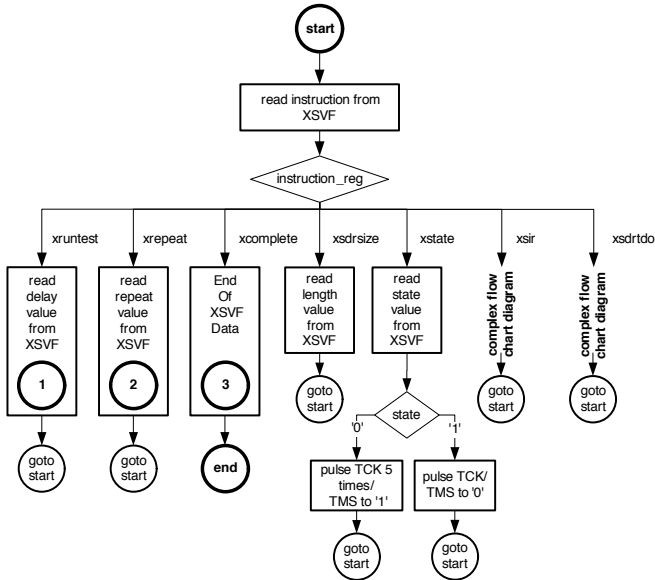 start
read instruction from
XSVF
instruction_reg
xruntest
xrepeat
xcomplete
xsdrsize
xstate
xsir
xsdrtdo
read
delay
value
from
XSVF
1
goto
start
read
repeat
value
from
XSVF
2
goto
start
End
Of
XSVF
Data
3
end
read
length
value
from
XSVF
goto
start
read
state
value
from
XSVF
state
'0'
'1'
pulse TCK 5
times/
TMS to '1'
goto
start
pulse TCK/
TMS to '0'
goto
start
complex flow
chart diagram
goto
start
complex flow
chart diagram
goto
start